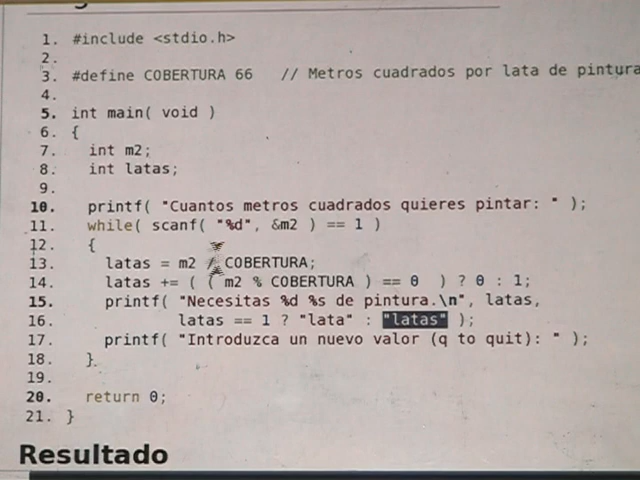 1. #include <stdio.h>
2.
3. #define COBERTURA 66 // Metros cuadrados por lata de pintura
4.
5. int main( void )
6. {
7. int m2;
8. int latas;
9.
10. printf( "Cuantos metros cuadrados quieres pintar: " );
11. while( scanf( "%d", &m2 ) == 1 )
12. {
13. latas = m2 / COBERTURA;
14. latas += ( ( m2 % COBERTURA ) == 0 ) ? 0 : 1;
15. printf( "Necesitas %d %s de pintura.\n", latas,
16. latas == 1 ? "lata" : "latas" );
17. printf( "Introduzca un nuevo valor (q to quit): " );
18. }
19.
20. return 0;
21. }
Resultado